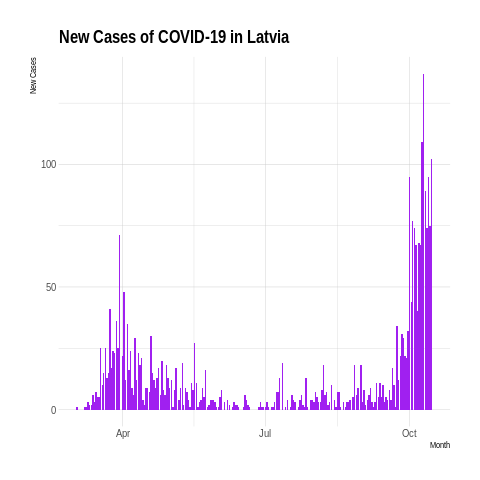 New Cases of COVID-19 in Latvia
New Cases
100
50
0
Apr
Jul
Oct
Month